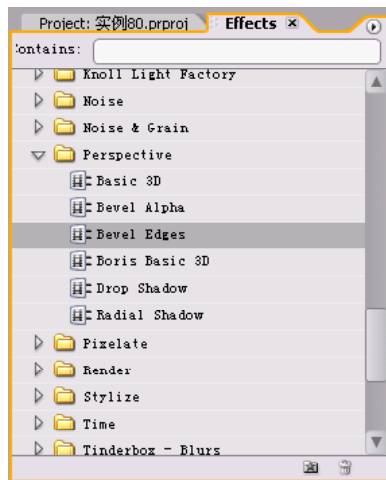 Project: 实例80.prproj Effects
ontains:
Knoll Light Factory
Noise
Noise & Grain
Perspective
Basic 3D
Bevel Alpha
Bevel Edges
Boris Basic 3D
Drop Shadow
Radial Shadow
Pixelate
Render
Stylize
Time
Tinderbox - Blurs